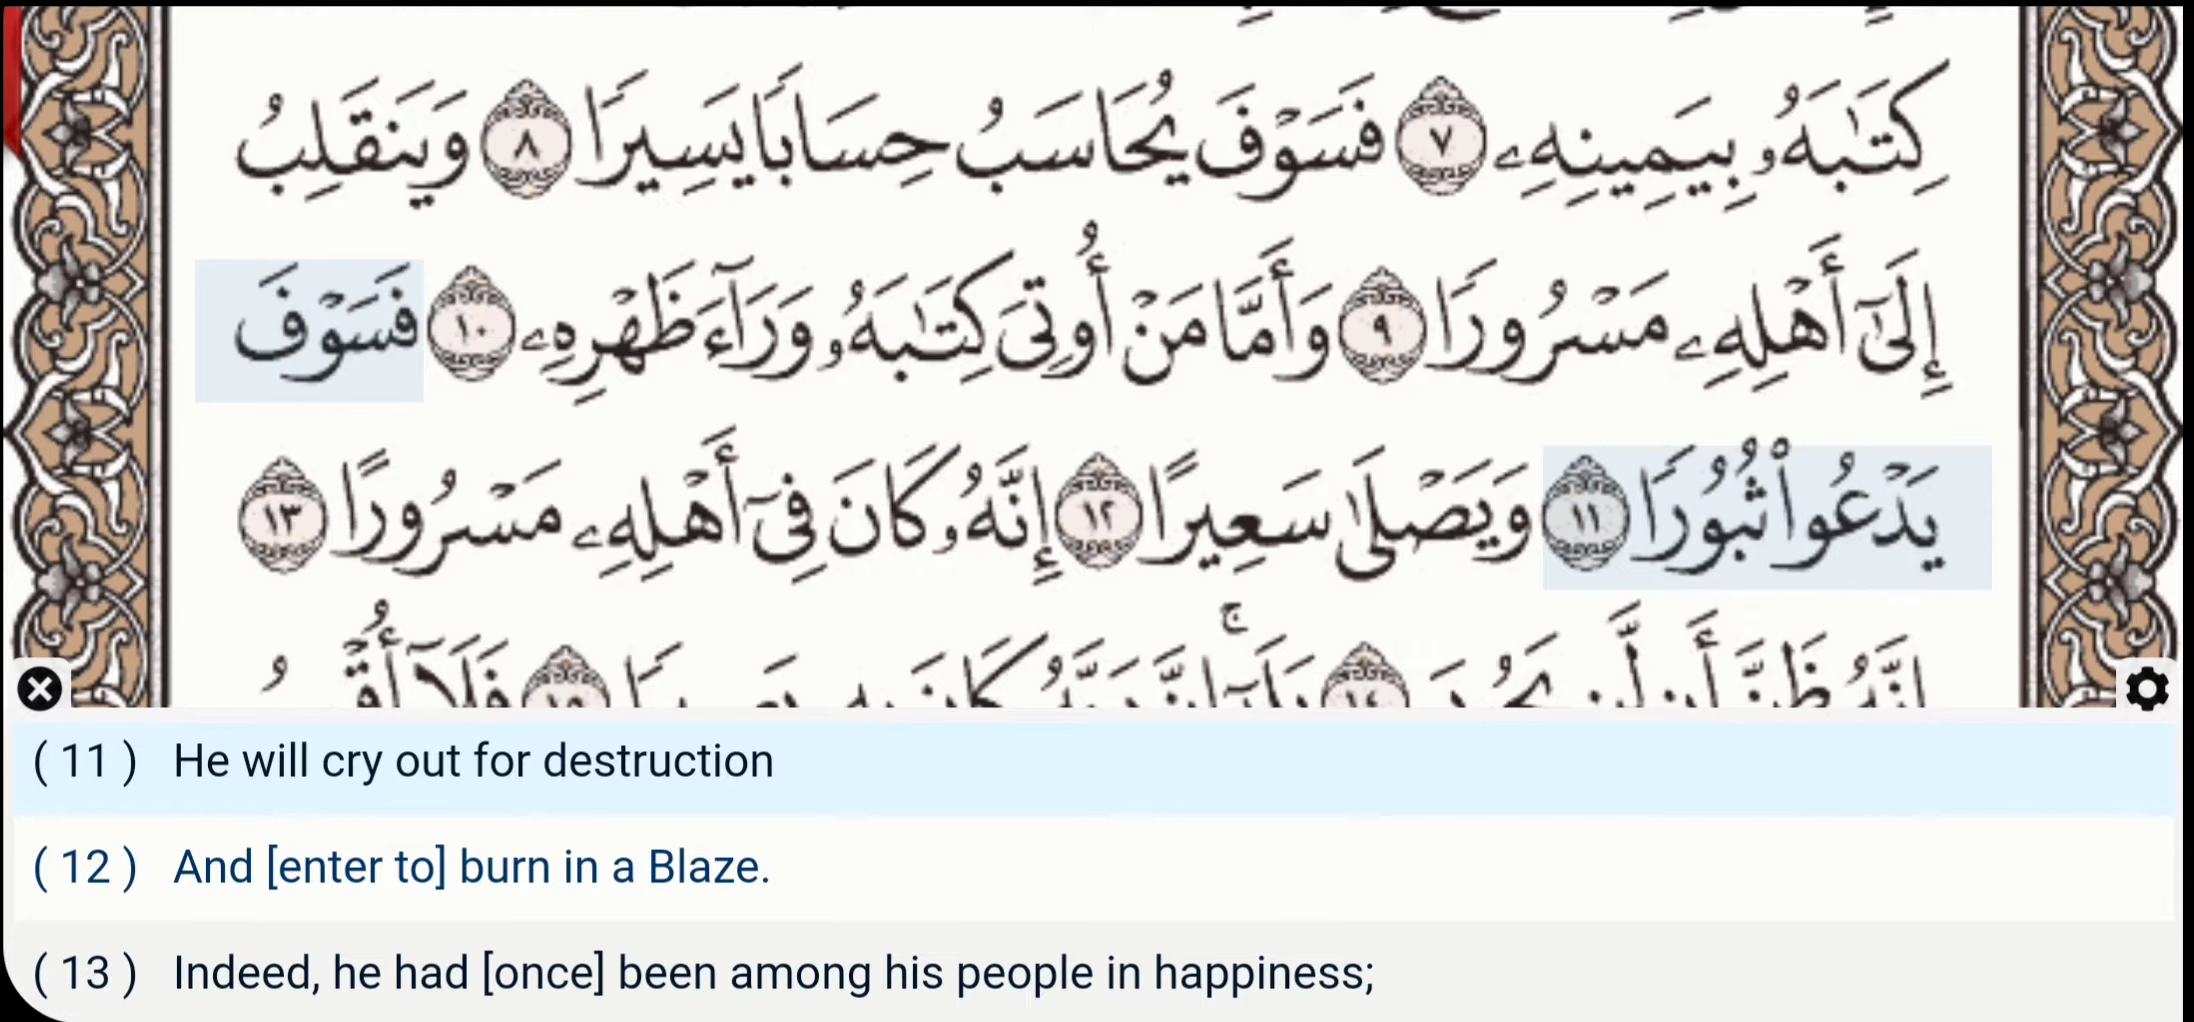 كِتَٰبَهُۥ بِيَمِينِهِۦ ٧ فَسَوۡفَ يُحَاسَبُ حِسَابٗا يَسِيرٗا ٨ وَيَنقَلِبُ
إِلَىٰٓ أَهۡلِهِۦ مَسۡرُورٗا ٩ وَأَمَّا مَنۡ أُوتِيَ كِتَٰبَهُۥ وَرَآءَ ظَهۡرِهِۦ ١٠ فَسَوۡفَ
يَدۡعُواْ ثُبُورٗا ١١ وَيَصۡلَىٰ سَعِيرًا ١٢ إِنَّهُۥ كَانَ فِيٓ أَهۡلِهِۦ مَسۡرُورًا ١٣
( 11 ) He will cry out for destruction
( 12 ) And [enter to] burn in a Blaze.
( 13 ) Indeed, he had [once] been among his people in happiness;